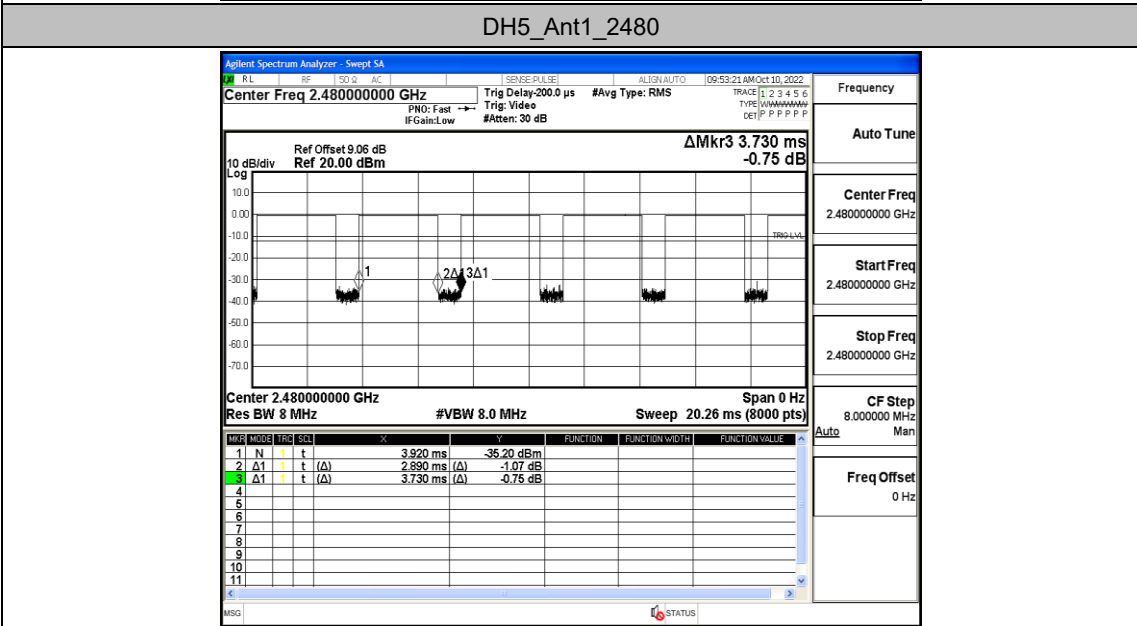 DH5_Ant1_2480
Agilent Spectrum Analyzer - Swept SA
LXI RL RF 50 Ω AC SENSE:PULSE ALIGNAUTO 09:53:21 AM Oct 10, 2022
Center Freq 2.480000000 GHz
PNO: Fast
IFGain:Low
Trig Delay-200.0 µs
Trig: Video
#Atten: 30 dB
#Avg Type: RMS
TRACE 1 2 3 4 5 6
TYPE WWWWWW
DET P P P P P P
Ref Offset 9.06 dB
Ref 20.00 dBm
10 dB/div
Log
ΔMkr3 3.730 ms
-0.75 dB
10.0
0.00
-10.0
TRIG LVL
-20.0
-30.0
1
2Δ1
3Δ1
-40.0
-50.0
-60.0
-70.0
Center 2.480000000 GHz Span 0 Hz
Res BW 8 MHz #VBW 8.0 MHz Sweep 20.26 ms (8000 pts)
MKR MODE TRC SCL X Y FUNCTION FUNCTION WIDTH FUNCTION VALUE
1 N 1 t 3.920 ms -35.20 dBm
2 Δ1 1 t (Δ) 2.890 ms (Δ) -1.07 dB
3 Δ1 1 t (Δ) 3.730 ms (Δ) -0.75 dB
4
5
6
7
8
9
10
11
MSG STATUS
Frequency
Auto Tune
Center Freq
2.480000000 GHz
Start Freq
2.480000000 GHz
Stop Freq
2.480000000 GHz
CF Step
8.000000 MHz
Auto Man
Freq Offset
0 Hz